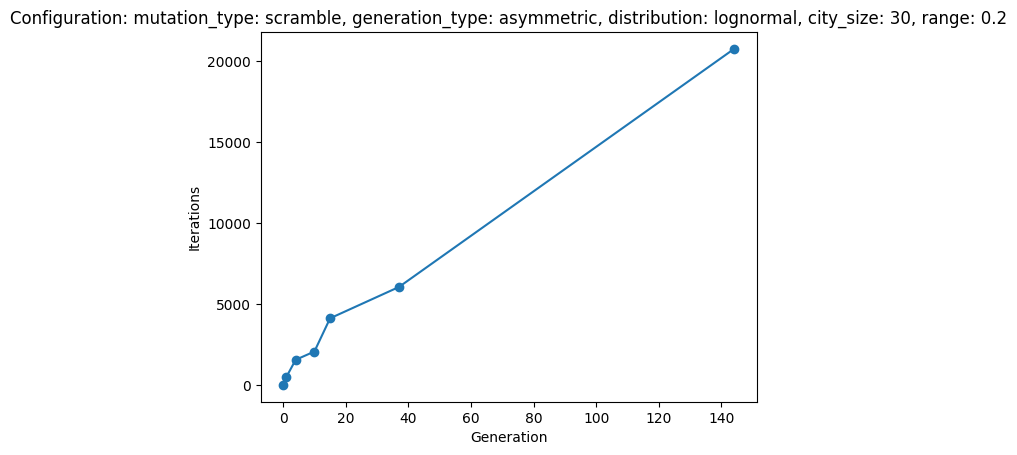 Configuration: mutation_type: scramble, generation_type: asymmetric, distribution: lognormal, city_size: 30, range: 0.2
20000
15000
10000
5000
0
Iterations
0 20 40 60 80 100 120 140
Generation